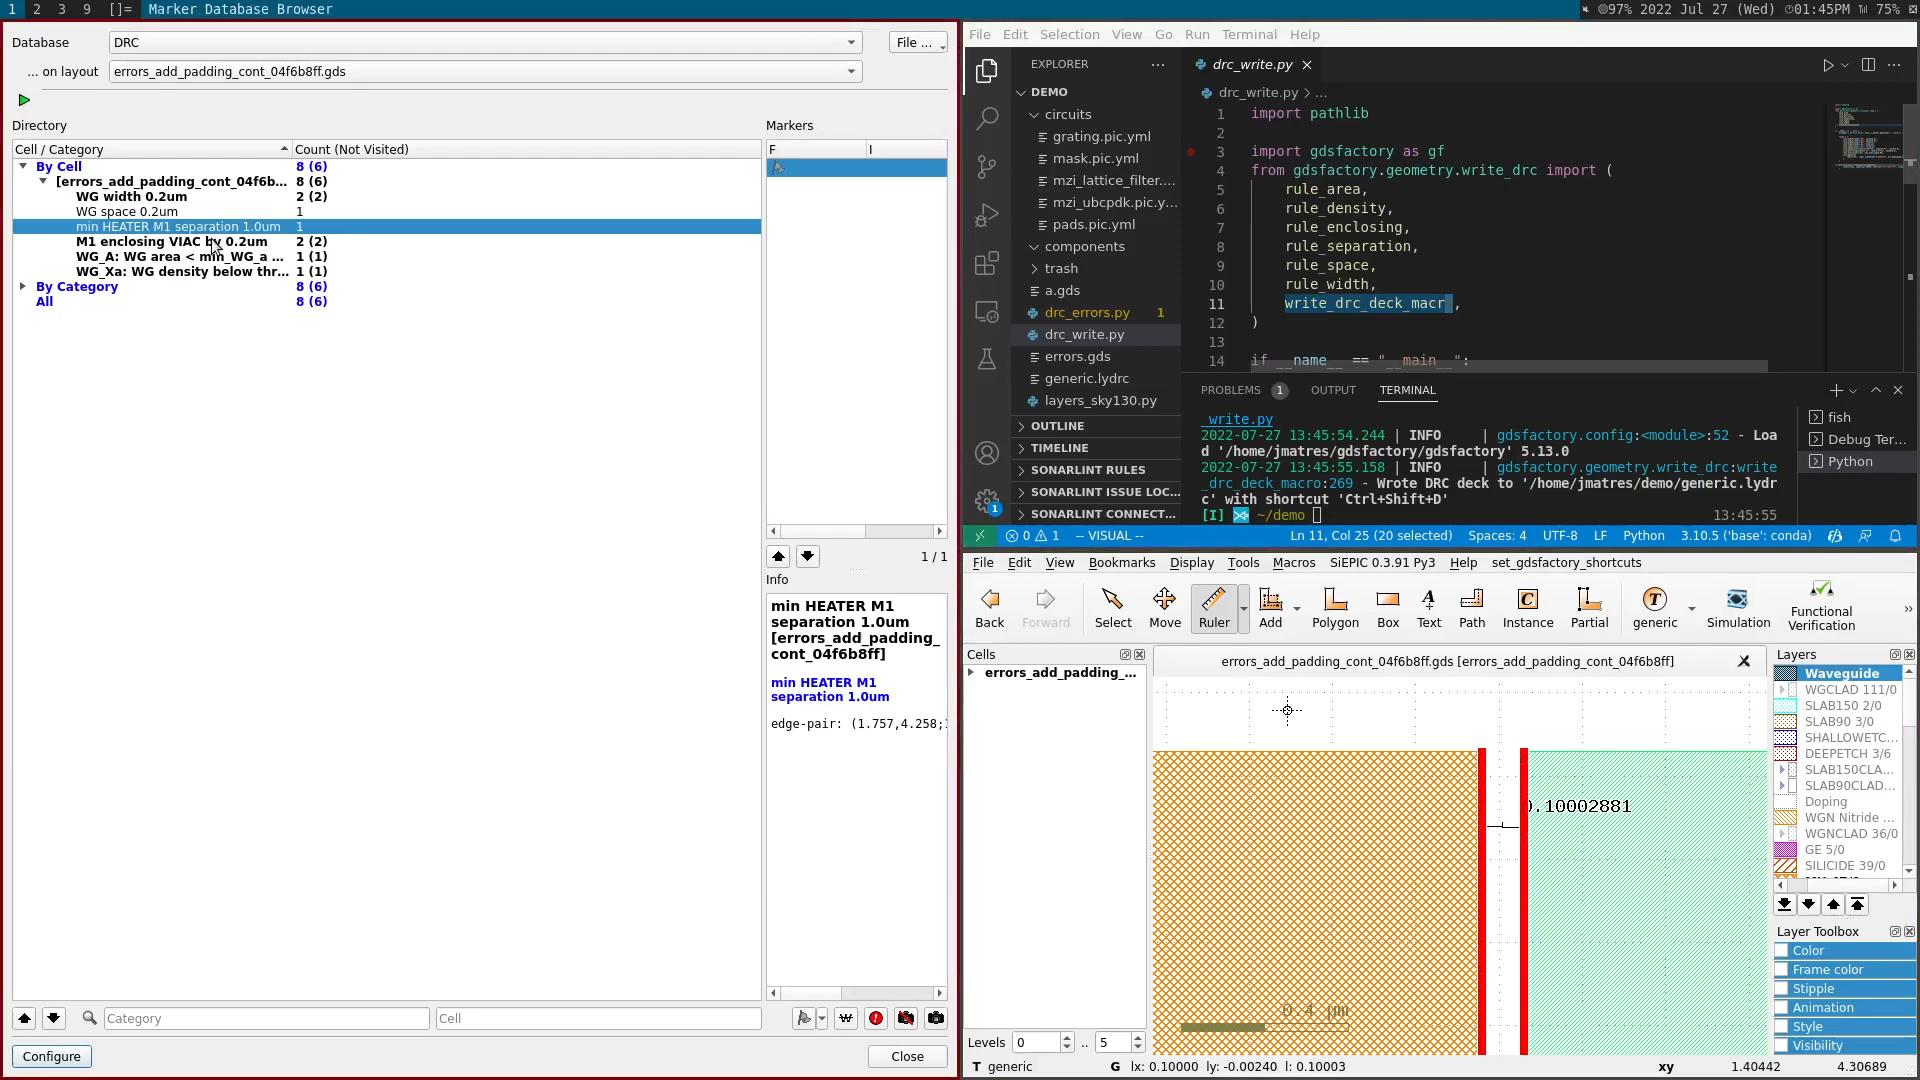 1 2 3 9 []= Marker Database Browser
97% 2022 Jul 27 (Wed) 01:45PM 75%
Database DRC File ...
... on layout errors_add_padding_cont_04f6b8ff.gds
Directory
Cell / Category Count (Not Visited)
By Cell 8 (6)
[errors_add_padding_cont_04f6b... 8 (6)
WG width 0.2um 2 (2)
WG space 0.2um 1
min HEATER M1 separation 1.0um 1
M1 enclosing VIAC by 0.2um 2 (2)
WG_A: WG area < min_WG_a ... 1 (1)
WG_Xa: WG density below thr... 1 (1)
By Category 8 (6)
All 8 (6)
Category Cell
Configure
Markers
F I
1 / 1
Info
min HEATER M1
separation 1.0um
[errors_add_padding_
cont_04f6b8ff]
min HEATER M1
separation 1.0um
edge-pair: (1.757,4.258;
Close
File Edit Selection View Go Run Terminal Help
EXPLORER ...
DEMO
circuits
grating.pic.yml
mask.pic.yml
mzi_lattice_filter....
mzi_ubcpdk.pic.y...
pads.pic.yml
components
trash
a.gds
drc_errors.py 1
drc_write.py
errors.gds
generic.lydrc
layers_sky130.py
OUTLINE
TIMELINE
SONARLINT RULES
SONARLINT ISSUE LOC...
SONARLINT CONNECT...
1
drc_write.py
drc_write.py > ...
1 import pathlib
2
3 import gdsfactory as gf
4 from gdsfactory.geometry.write_drc import (
5 rule_area,
6 rule_density,
7 rule_enclosing,
8 rule_separation,
9 rule_space,
10 rule_width,
11 write_drc_deck_macr ,
12 )
13
14 if __name__ == "__main__":
PROBLEMS 1 OUTPUT TERMINAL
_write.py
2022-07-27 13:45:54.244 | INFO | gdsfactory.config:<module>:52 - Loa
d '/home/jmatres/gdsfactory/gdsfactory' 5.13.0
2022-07-27 13:45:55.158 | INFO | gdsfactory.geometry.write_drc:write
_drc_deck_macro:269 - Wrote DRC deck to '/home/jmatres/demo/generic.lydr
c' with shortcut 'Ctrl+Shift+D'
[I] ~/demo 13:45:55
fish
Debug Ter...
Python
0 1 -- VISUAL -- Ln 11, Col 25 (20 selected) Spaces: 4 UTF-8 LF Python 3.10.5 ('base': conda)
File Edit View Bookmarks Display Tools Macros SiEPIC 0.3.91 Py3 Help set_gdsfactory_shortcuts
Back Forward Select Move Ruler Add Polygon Box Text Path Instance Partial generic Simulation Functional
Verification
Cells
errors_add_padding_...
errors_add_padding_cont_04f6b8ff.gds [errors_add_padding_cont_04f6b8ff]
0.10002881
0.4 µm
Layers
Waveguide
WGCLAD 111/0
SLAB150 2/0
SLAB90 3/0
SHALLOWETC...
DEEPETCH 3/6
SLAB150CLA...
SLAB90CLAD...
Doping
WGN Nitride ...
WGNCLAD 36/0
GE 5/0
SILICIDE 39/0
Layer Toolbox
Color
Frame color
Stipple
Animation
Style
Visibility
Levels 0 .. 5
T generic G lx: 0.10000 ly: -0.00240 l: 0.10003 xy 1.40442 4.30689